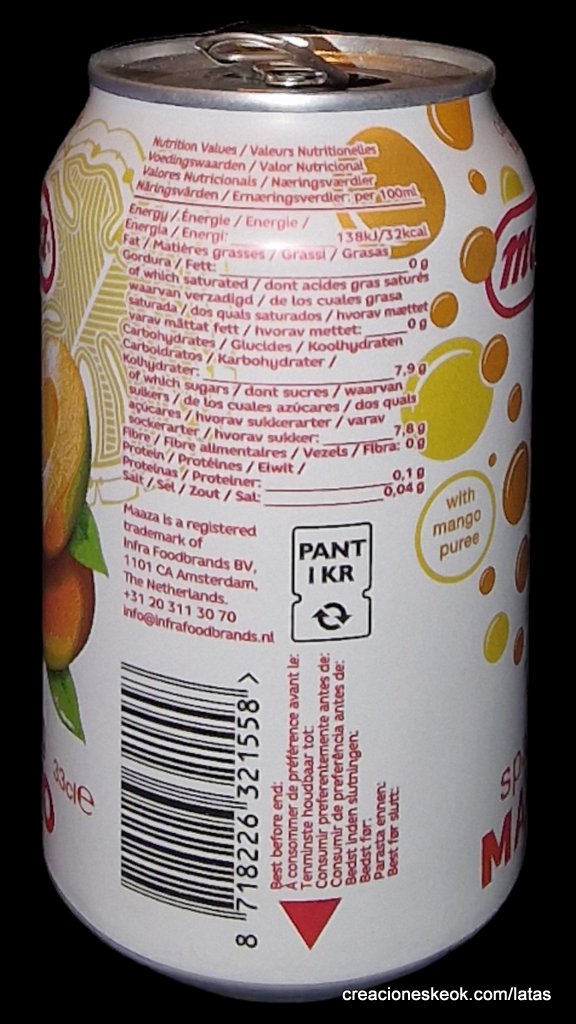 Nutrition Values / Valeurs Nutritionelles
Voedingswaarden / Valor Nutricional
Valores Nutricionais / Næringsværdier
Näringsvärden / Ernæringsverdier: per 100ml
Energy / Énergie / Energie /
Energia / Energi: 138kJ/32kcal
Fat / Matières grasses / Grassi / Grasas
Gordura / Fett: 0 g
of which saturated / dont acides gras saturés
waarvan verzadigd / de los cuales grasa
saturada / dos quals saturados / hvorav mættet
varav mättat fett / hvorav mettet: 0 g
Carbohydrates / Glucides / Koolhydraten
Carboidratos / Karbohydrater /
Kolhydrater: 7,9 g
of which sugars / dont sucres / waarvan
suikers / de los cuales azúcares / dos quais
açúcares / hvorav sukkerarter / varav
sockerarter / hvorav sukker: 7,8 g
Fibre / Fibre alimentaires / Vezels / Fibra: 0 g
Protein / Protéines / Eiwit /
Proteínas / Proteiner: 0,1 g
Salt / Sel / Zout / Sal: 0,04 g
Maaza is a registered
trademark of
Infra Foodbrands BV,
1101 CA Amsterdam,
The Netherlands.
+31 20 311 30 70
info@infrafoodbrands.nl
PANT
1 KR
with
mango
puree
33cl e
8 718226 321558 >
Best before end:
À consommer de préférence avant le:
Tenminste houdbaar tot:
Consumir preferentemente antes de:
Consumir de preferência antes de:
Bedst inden slutningen:
Bedst før:
Parasta ennen:
Best før slutt:
sp
MA
creacioneskeok.com/latas